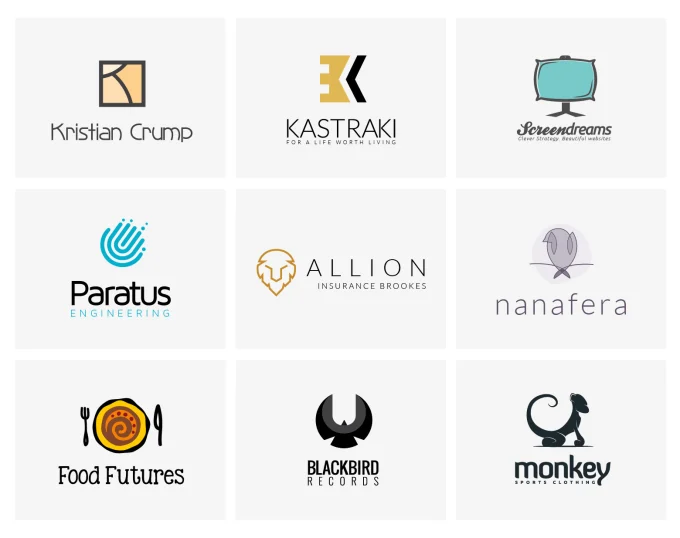 Kristian Crump
KASTRAKI
FOR A LIFE WORTH LIVING
Screendreams
Clever Strategy. Beautiful websites
Paratus
ENGINEERING
ALLION
INSURANCE BROOKES
nanafera
Food Futures
BLACKBIRD
RECORDS
monkey
SPORTS CLOTHING